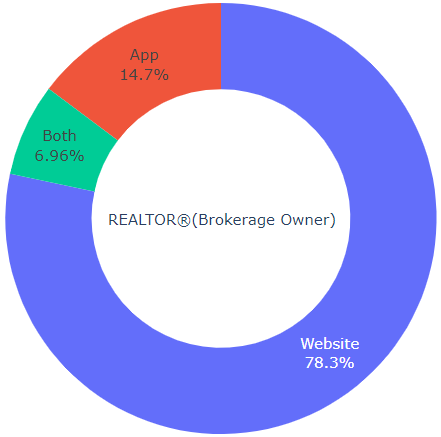 App
14.7%
Both
6.96%
REALTOR®(Brokerage Owner)
Website
78.3%